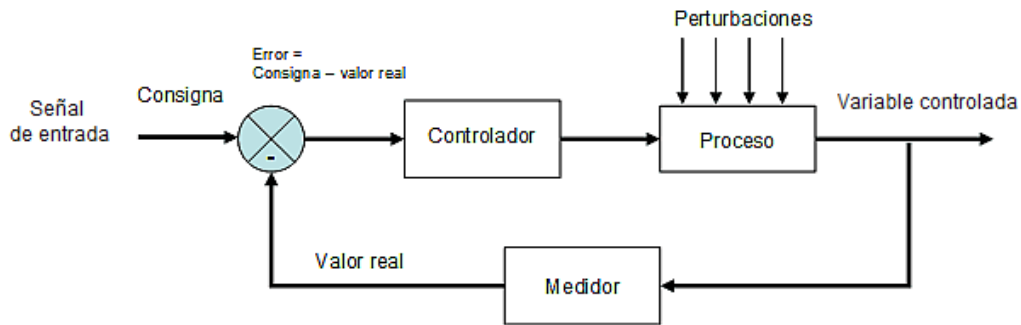 Perturbaciones
Error =
Consigna – valor real
Consigna
Señal
de entrada
Controlador
Proceso
Variable controlada
-
Valor real
Medidor